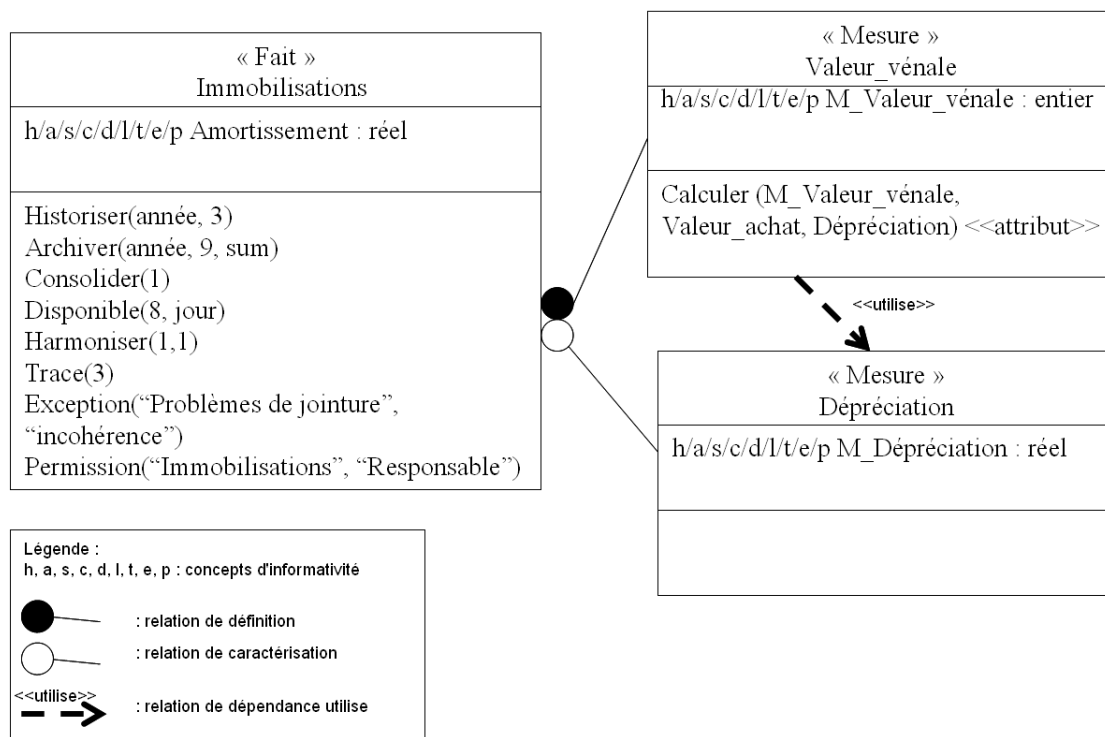 « Fait »
Immobilisations
h/a/s/c/d/l/t/e/p Amortissement : réel
Historiser(année, 3)
Archiver(année, 9, sum)
Consolider(1)
Disponible(8, jour)
Harmoniser(1,1)
Trace(3)
Exception(“Problèmes de jointure”,
“incohérence”)
Permission(“Immobilisations”, “Responsable”)
« Mesure »
Valeur_vénale
h/a/s/c/d/l/t/e/p M_Valeur_vénale : entier
Calculer (M_Valeur_vénale,
Valeur_achat, Dépréciation) <<attribut>>
<<utilise>>
« Mesure »
Dépréciation
h/a/s/c/d/l/t/e/p M_Dépréciation : réel
Légende :
h, a, s, c, d, l, t, e, p : concepts d'informativité
: relation de définition
: relation de caractérisation
<<utilise>>
: relation de dépendance utilise